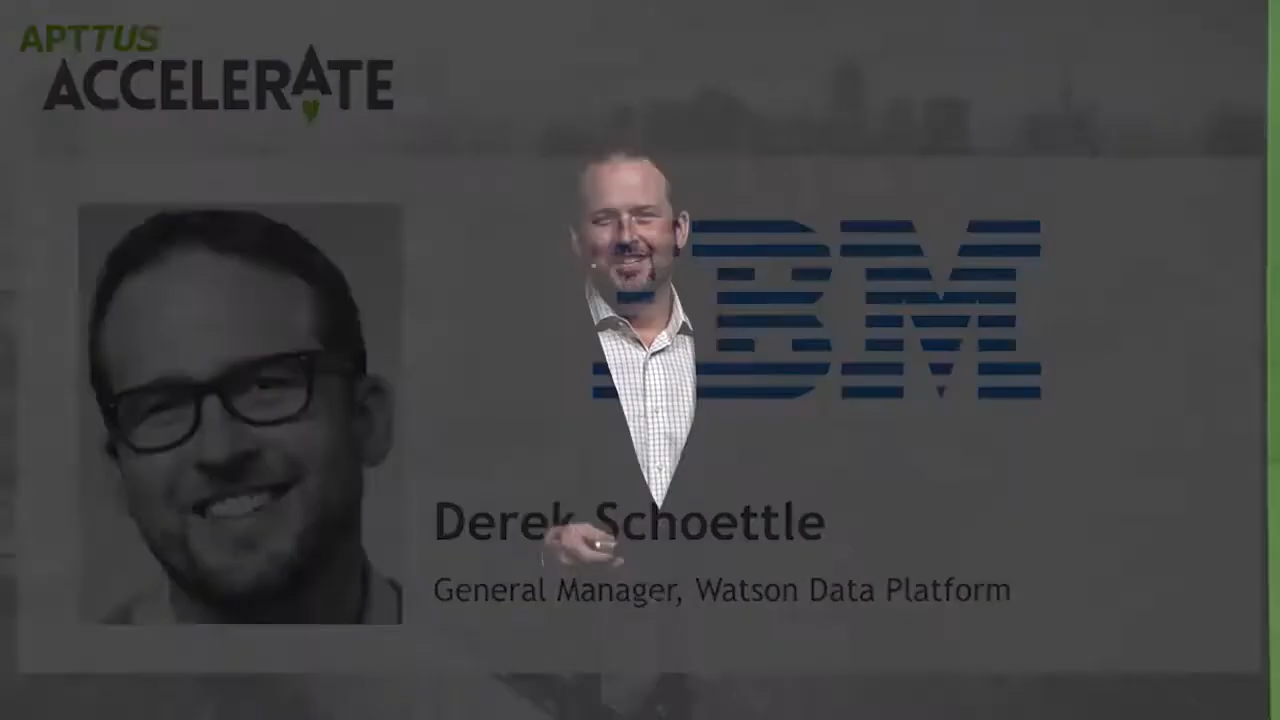 APTTUS
ACCELERATE
IBM
Derek Schoettle
General Manager, Watson Data Platform